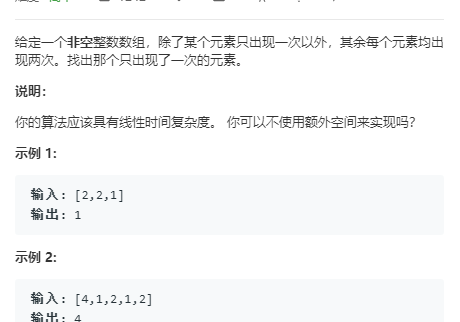 给定一个非空整数数组，除了某个元素只出现一次以外，其余每个元素均出
现两次。找出那个只出现了一次的元素。
说明：
你的算法应该具有线性时间复杂度。 你可以不使用额外空间来实现吗？
示例 1:
输入: [2,2,1]
输出: 1
示例 2:
输入: [4,1,2,1,2]
输出: 4